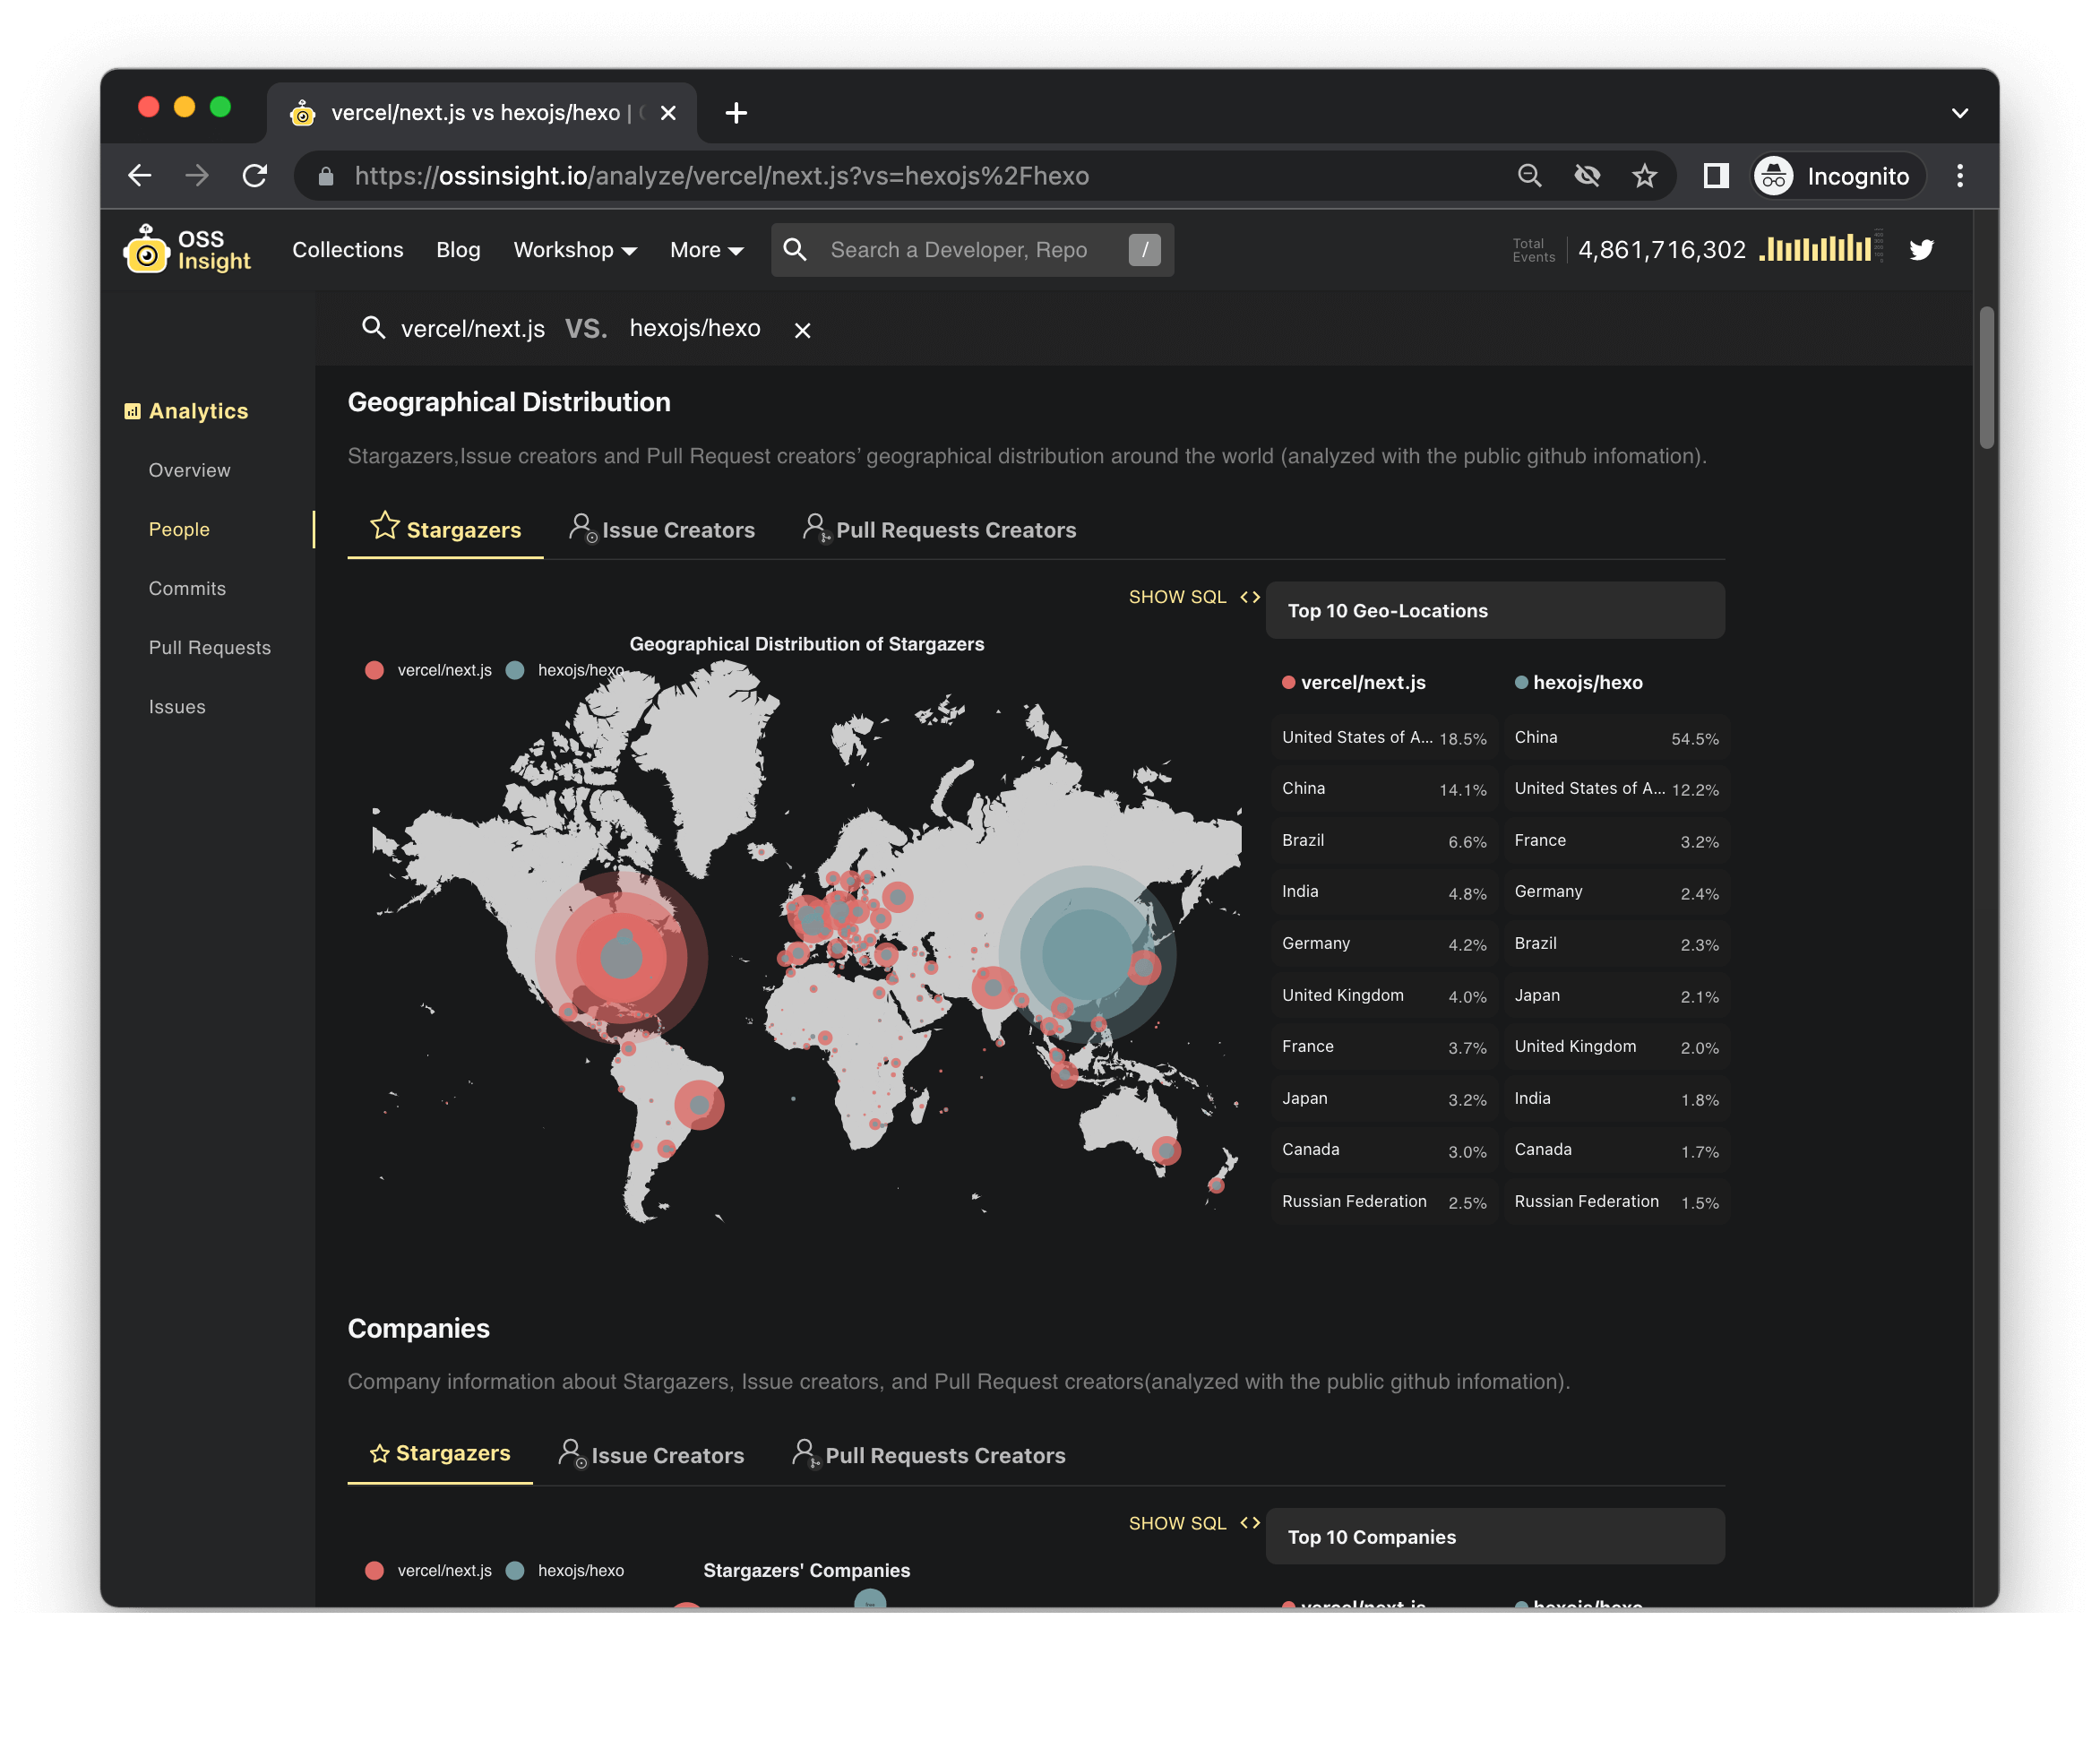 vercel/next.js vs hexojs/hexo |
https://ossinsight.io/analyze/vercel/next.js?vs=hexojs%2Fhexo
Incognito
OSS Insight
Collections Blog Workshop More
Search a Developer, Repo /
Total Events 4,861,716,302
vercel/next.js VS. hexojs/hexo
Analytics
Overview
People
Commits
Pull Requests
Issues
Geographical Distribution
Stargazers,Issue creators and Pull Request creators’ geographical distribution around the world (analyzed with the public github infomation).
Stargazers Issue Creators Pull Requests Creators
SHOW SQL <>
Geographical Distribution of Stargazers
vercel/next.js hexojs/hexo
Top 10 Geo-Locations
vercel/next.js hexojs/hexo
United States of A... 18.5% China 54.5%
China 14.1% United States of A... 12.2%
Brazil 6.6% France 3.2%
India 4.8% Germany 2.4%
Germany 4.2% Brazil 2.3%
United Kingdom 4.0% Japan 2.1%
France 3.7% United Kingdom 2.0%
Japan 3.2% India 1.8%
Canada 3.0% Canada 1.7%
Russian Federation 2.5% Russian Federation 1.5%
Companies
Company information about Stargazers, Issue creators, and Pull Request creators(analyzed with the public github infomation).
Stargazers Issue Creators Pull Requests Creators
SHOW SQL <>
Stargazers' Companies
vercel/next.js hexojs/hexo
Top 10 Companies
vercel/next.js hexojs/hexo